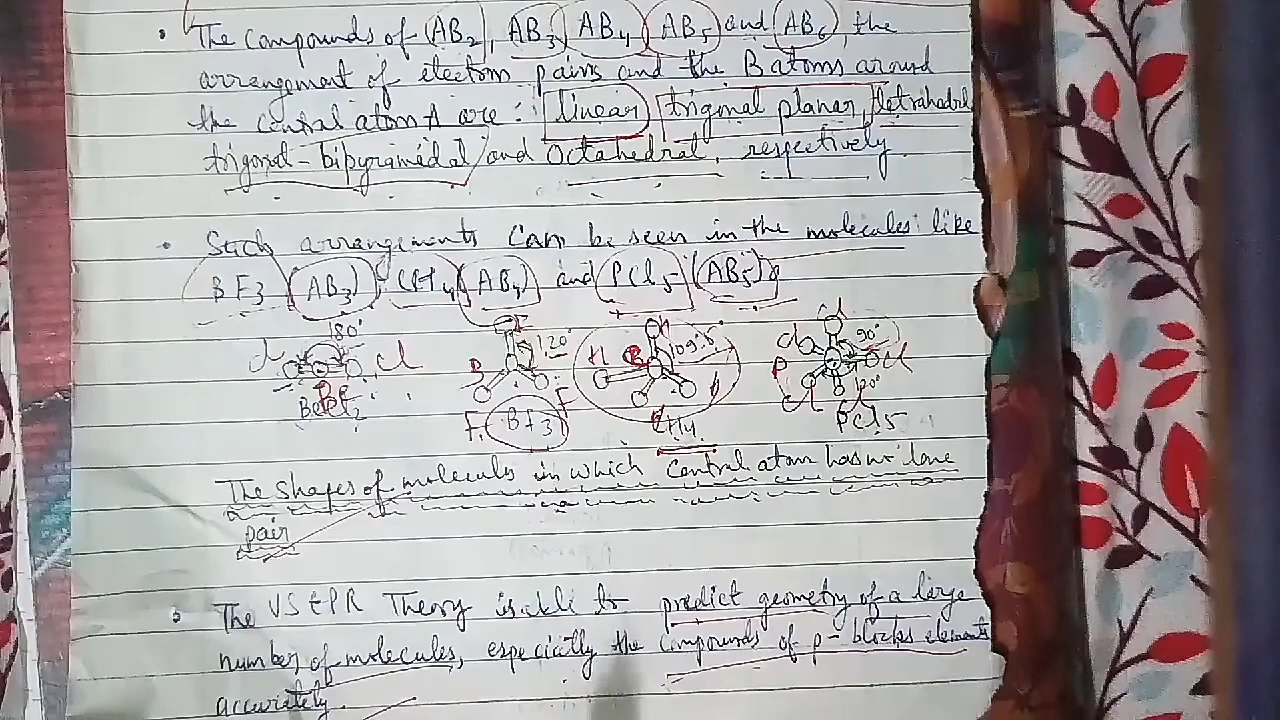 • The compounds of (AB2), AB3, AB4, AB5 and AB6, the
arrangement of electorn pairs and the B atoms around
the central atom A are: linear, trigonal planar, tetrahedral
trigonal-bipyramidal and octahedral, respectively.
• Such arrangements can be seen in the molecules like
BF3 (AB3), CH4 (AB4) and PCl5 (AB5)
180°
120°
109.5°
90°
Cl
Cl
H
Cl
Cl
B
P
120°
F
F
BF3
CH4
PCl5
The shapes of molecules in which central atom has no lone
pair
• The VSEPR Theory is able to predict geometry of a large
number of molecules, especially the compounds of p-blocks elements
accurately.